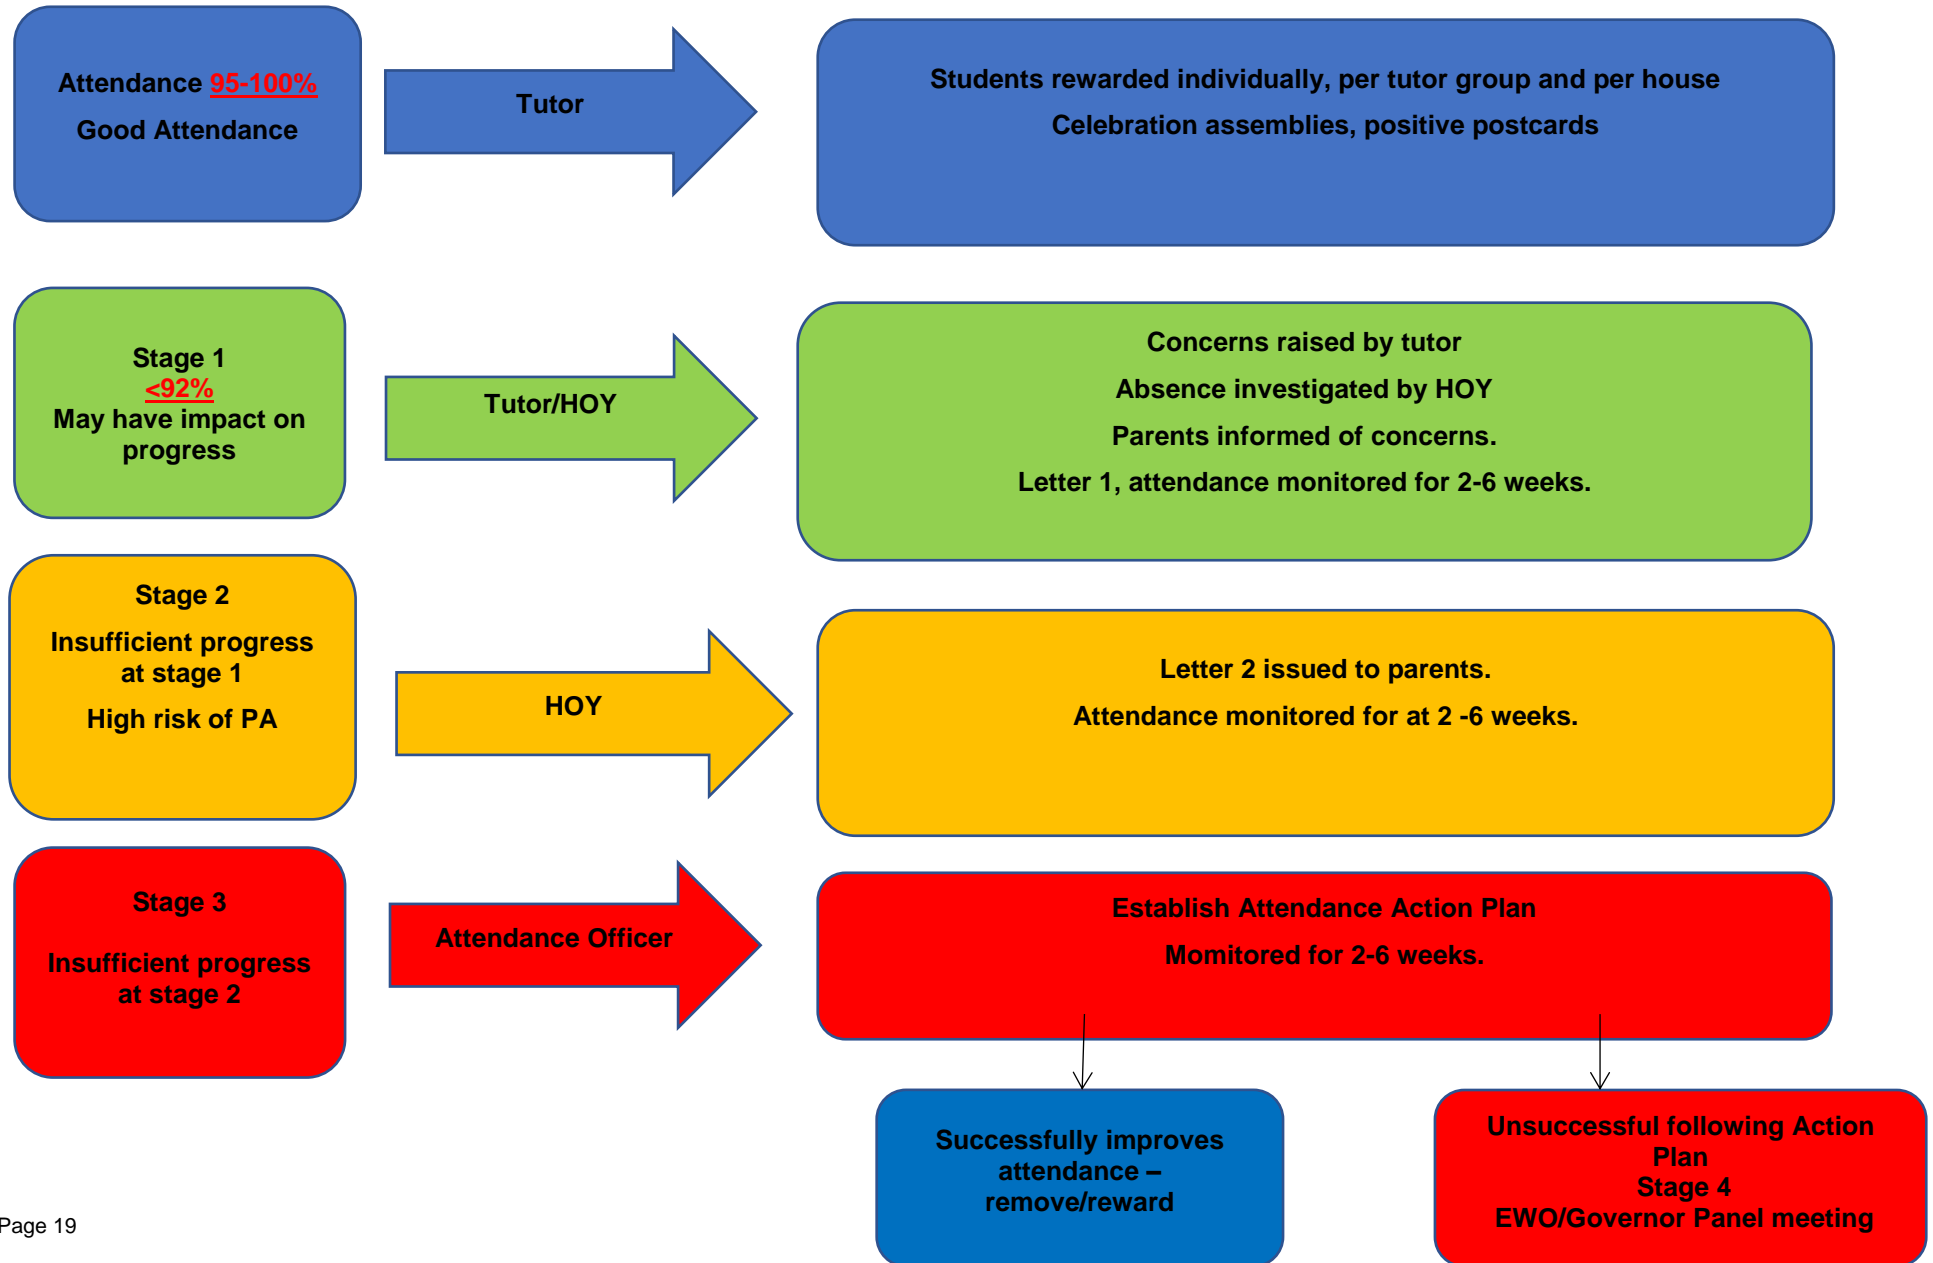 Attendance 95-100%
Good Attendance
Tutor
Students rewarded individually, per tutor group and per house
Celebration assemblies, positive postcards
Stage 1
<92%
May have impact on
progress
Tutor/HOY
Concerns raised by tutor
Absence investigated by HOY
Parents informed of concerns.
Letter 1, attendance monitored for 2-6 weeks.
Stage 2
Insufficient progress
at stage 1
High risk of PA
HOY
Letter 2 issued to parents.
Attendance monitored for at 2 -6 weeks.
Stage 3
Insufficient progress
at stage 2
Attendance Officer
Establish Attendance Action Plan
Momitored for 2-6 weeks.
Successfully improves
attendance –
remove/reward
Unsuccessful following Action
Plan
Stage 4
EWO/Governor Panel meeting
Page 19